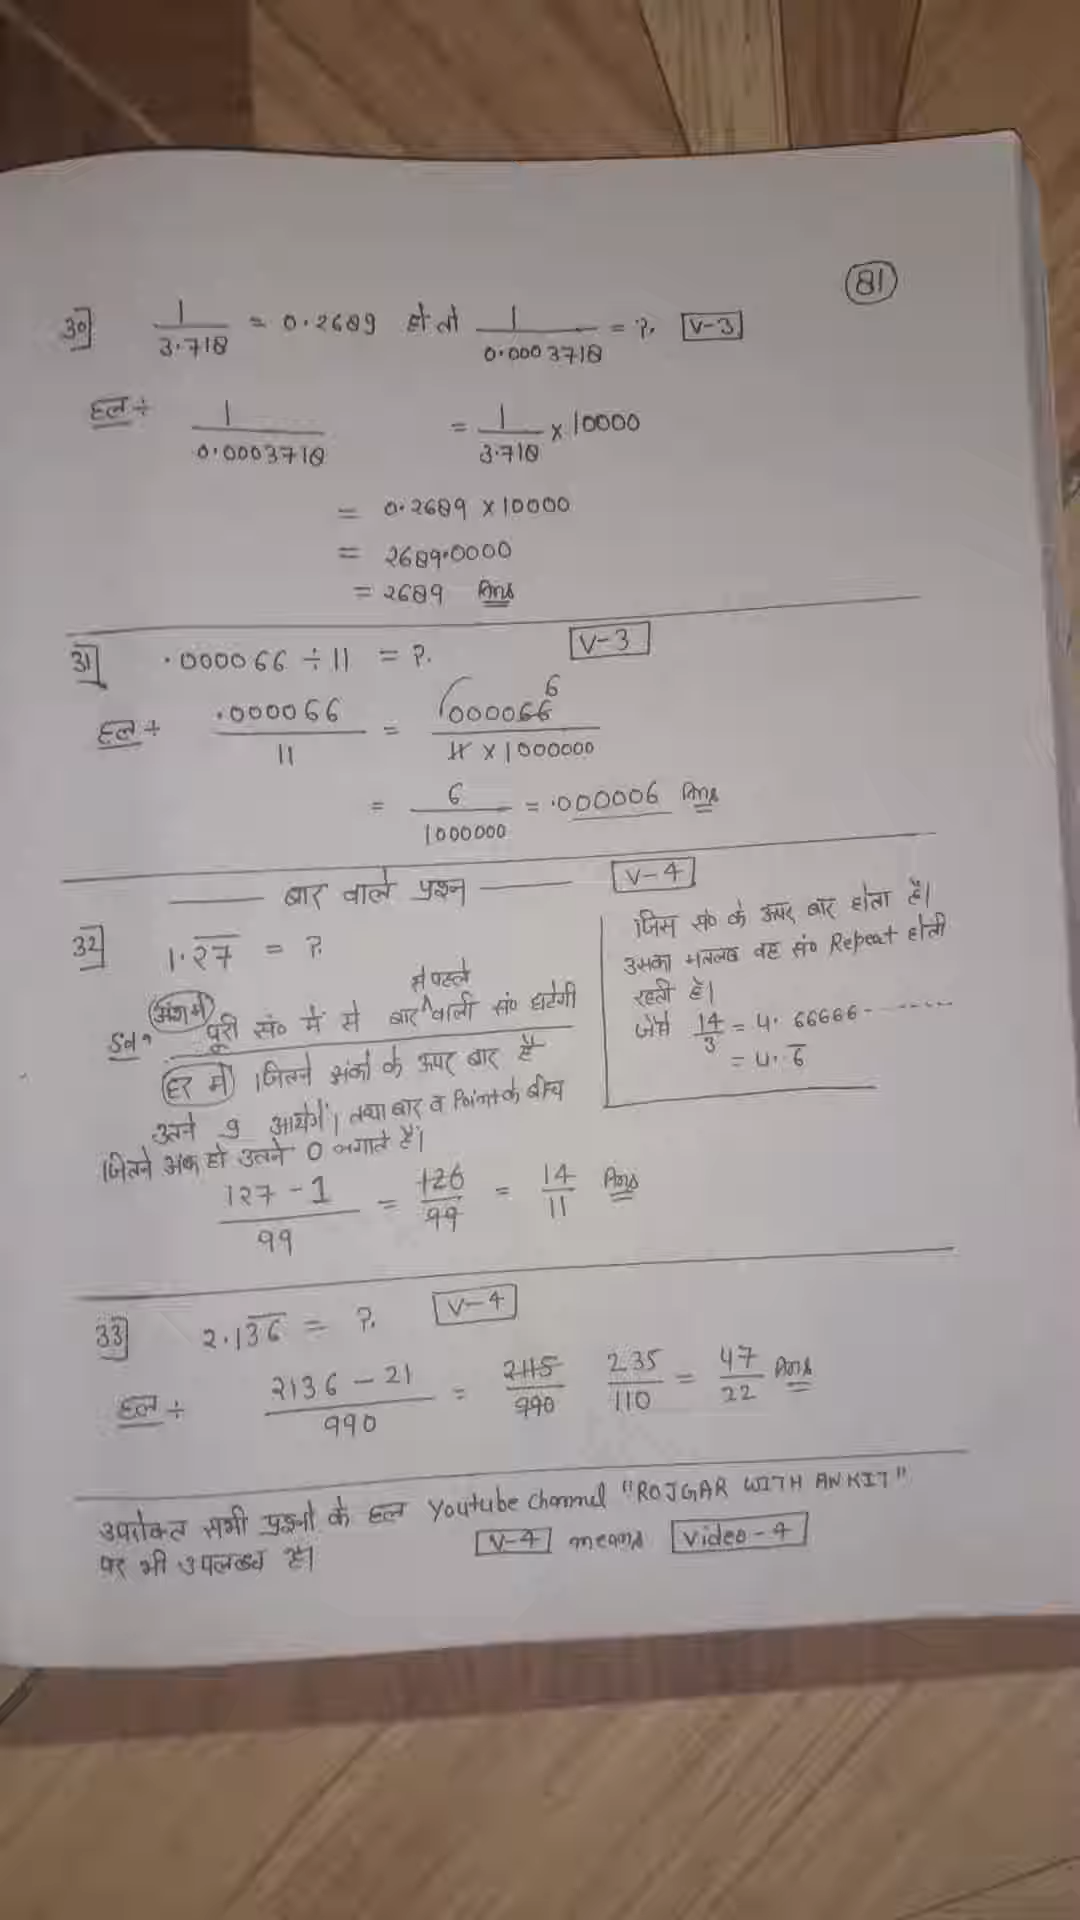 81
30] 1/3.718 = 0.2689 हो तो 1/0.0003718 = ?. V-3
हल÷ 1/0.0003718 = 1/3.718 × 10000
= 0.2689 × 10000
= 2689.0000
= 2689 Ans
31] .000066 ÷ 11 = ?. V-3
हल÷ .000066/11 = 000066 6/11 × 1000000
= 6/1000000 = .000006 Ans
बार वाले प्रश्न V-4
32] 1.2̅7̅ = ?.
Sol. अंश में पूरी सं० में से बार से पहले वाली सं० घटेगी
हर में जितने अंको के ऊपर बार है
उतने 9 आयेगें। तथा बार व Point के बीच
जितने अंक हो उतने 0 लगाते हैं।
127 - 1/99 = 126/99 = 14/11 Ans
जिस सं० के ऊपर बार होता है।
उसका मतलब वह सं० Repeat होती
रहती है।
जैसे 14/3 = 4.66666--------
= 4.6̅
33] 2.13̅6̅ = ?. V-4
हल÷ 2136 - 21/990 = 2115/990 235/110 = 47/22 Ans
उपरोक्त सभी प्रश्नो के हल Youtube Channel "ROJGAR WITH ANKIT"
पर भी उपलब्ध है। V-4 means Video-4